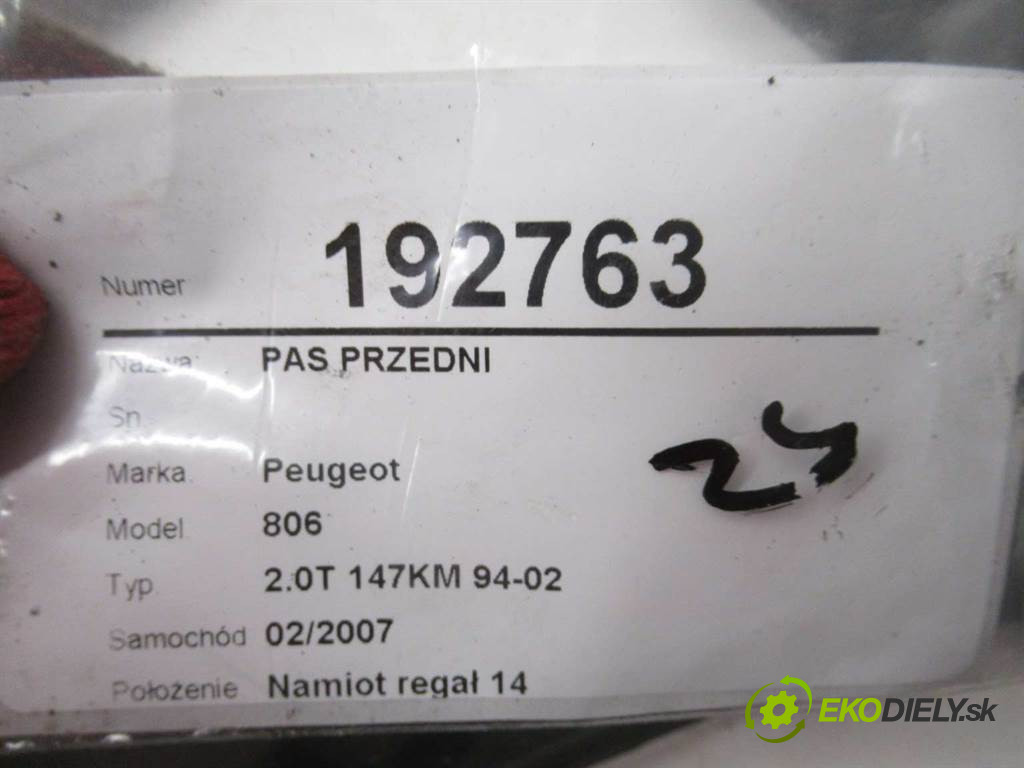 Numer 192763
Nazwa: PAS PRZEDNI
Sn
Marka Peugeot
Model 806
Typ 2.0T 147KM 94-02
Samochód 02/2007
Położenie Namiot regał 14
EKODIELY.sk